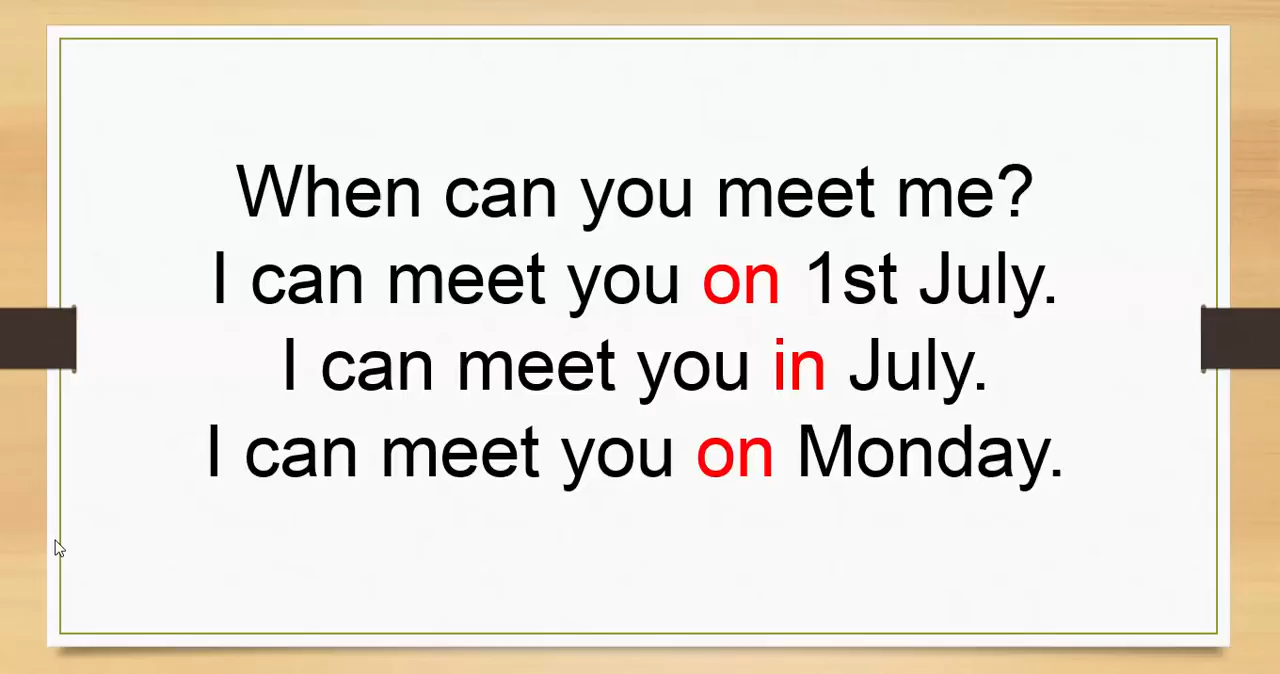 When can you meet me?
I can meet you on 1st July.
I can meet you in July.
I can meet you on Monday.